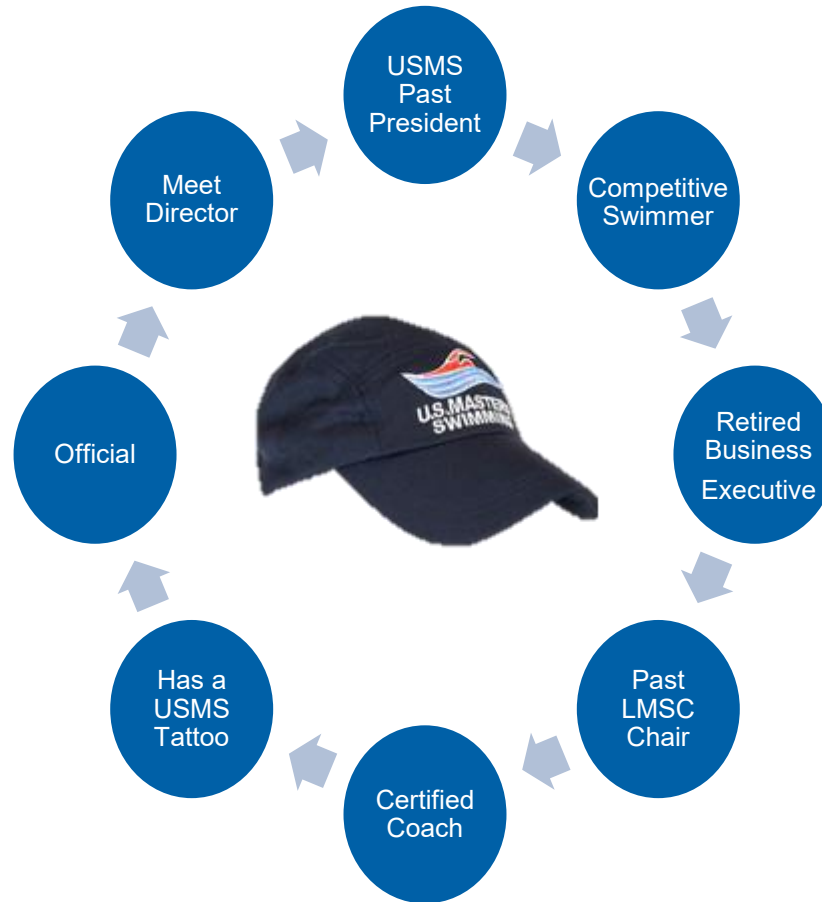 USMS
Past
President
Competitive
Swimmer
Retired
Business
Executive
Past
LMSC
Chair
Certified
Coach
Has a
USMS
Tattoo
Official
Meet
Director
U.S.MASTERS
SWIMMING